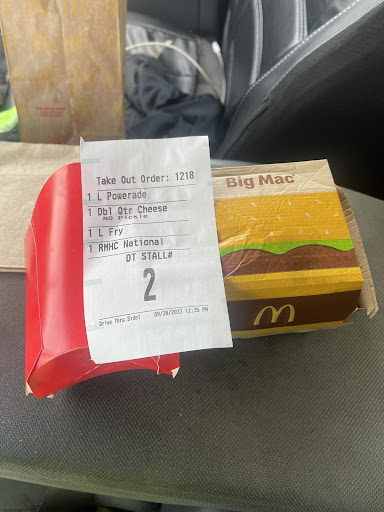 Take Out Order: 1218
1 L Powerade
1 Dbl Qtr Cheese
NO Pickle
1 L Fry
1 RMHC National
DT STALL#
2
Drive Thru Side1 09/28/2023 12:35 PM
Big Mac